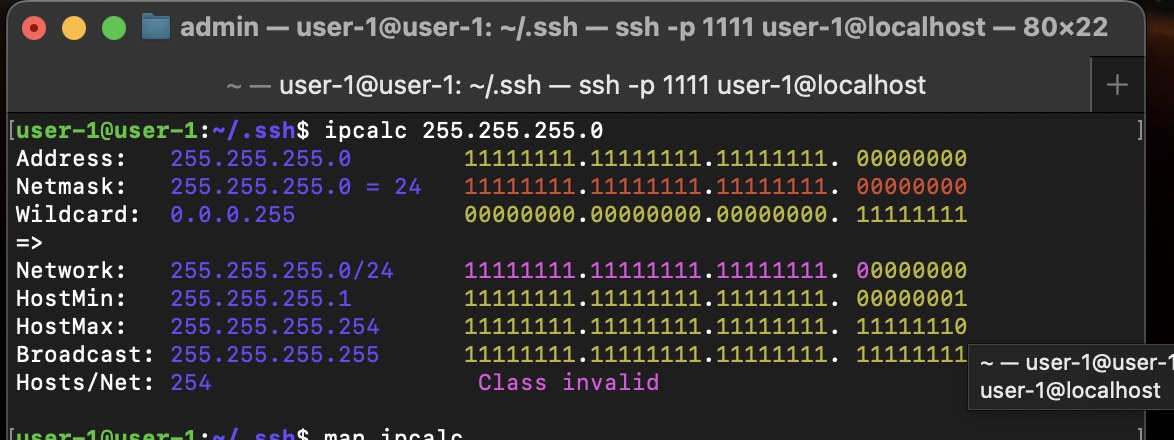 admin — user-1@user-1: ~/.ssh — ssh -p 1111 user-1@localhost — 80×22
~ — user-1@user-1: ~/.ssh — ssh -p 1111 user-1@localhost +
[user-1@user-1:~/.ssh$ ipcalc 255.255.255.0 ]
Address: 255.255.255.0 11111111.11111111.11111111. 00000000
Netmask: 255.255.255.0 = 24 11111111.11111111.11111111. 00000000
Wildcard: 0.0.0.255 00000000.00000000.00000000. 11111111
=>
Network: 255.255.255.0/24 11111111.11111111.11111111. 00000000
HostMin: 255.255.255.1 11111111.11111111.11111111. 00000001
HostMax: 255.255.255.254 11111111.11111111.11111111. 11111110
Broadcast: 255.255.255.255 11111111.11111111.11111111. 11111111
Hosts/Net: 254 Class invalid
~ — user-1@user-1
user-1@localhost
[user-1@user-1:~/.ssh$ man ipcalc ]